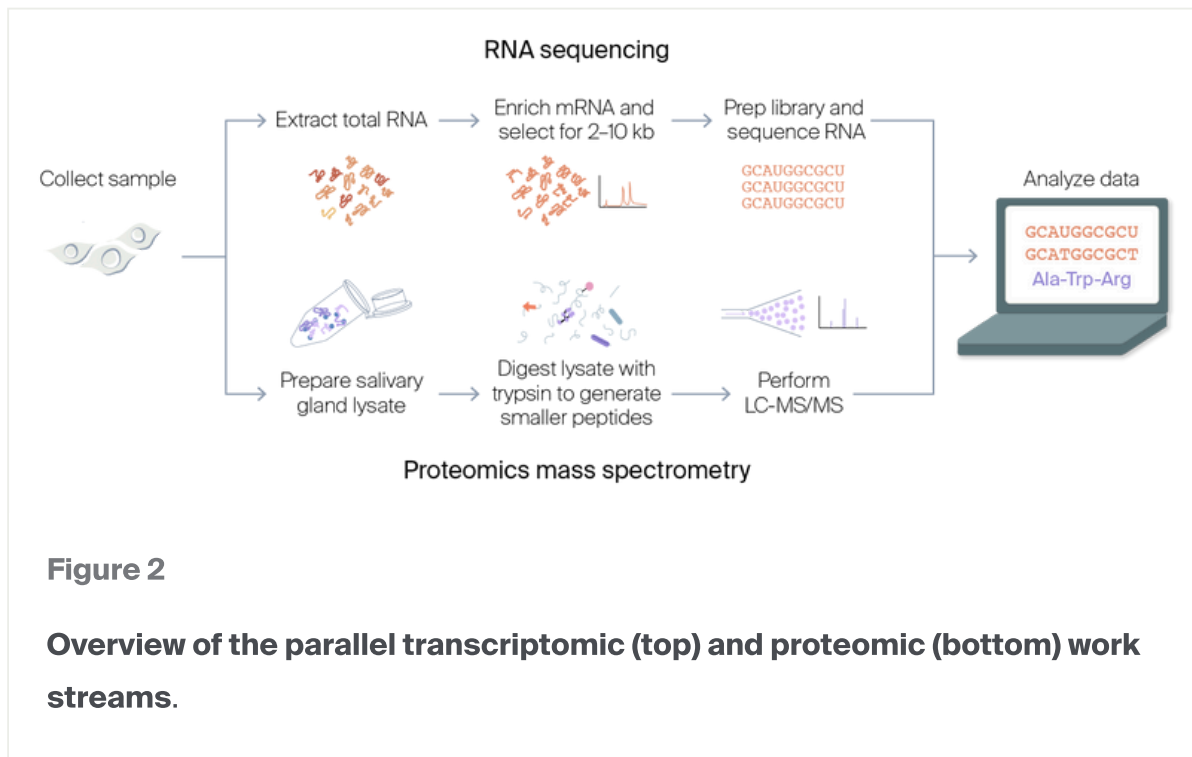 RNA sequencing
Extract total RNA
Enrich mRNA and
select for 2–10 kb
Prep library and
sequence RNA
GCAUGGCGCU
GCAUGGCGCU
GCAUGGCGCU
Collect sample
Analyze data
GCAUGGCGCU
GCATGGCGCT
Ala-Trp-Arg
Prepare salivary
gland lysate
Digest lysate with
trypsin to generate
smaller peptides
Perform
LC-MS/MS
Proteomics mass spectrometry
Figure 2
Overview of the parallel transcriptomic (top) and proteomic (bottom) work
streams.